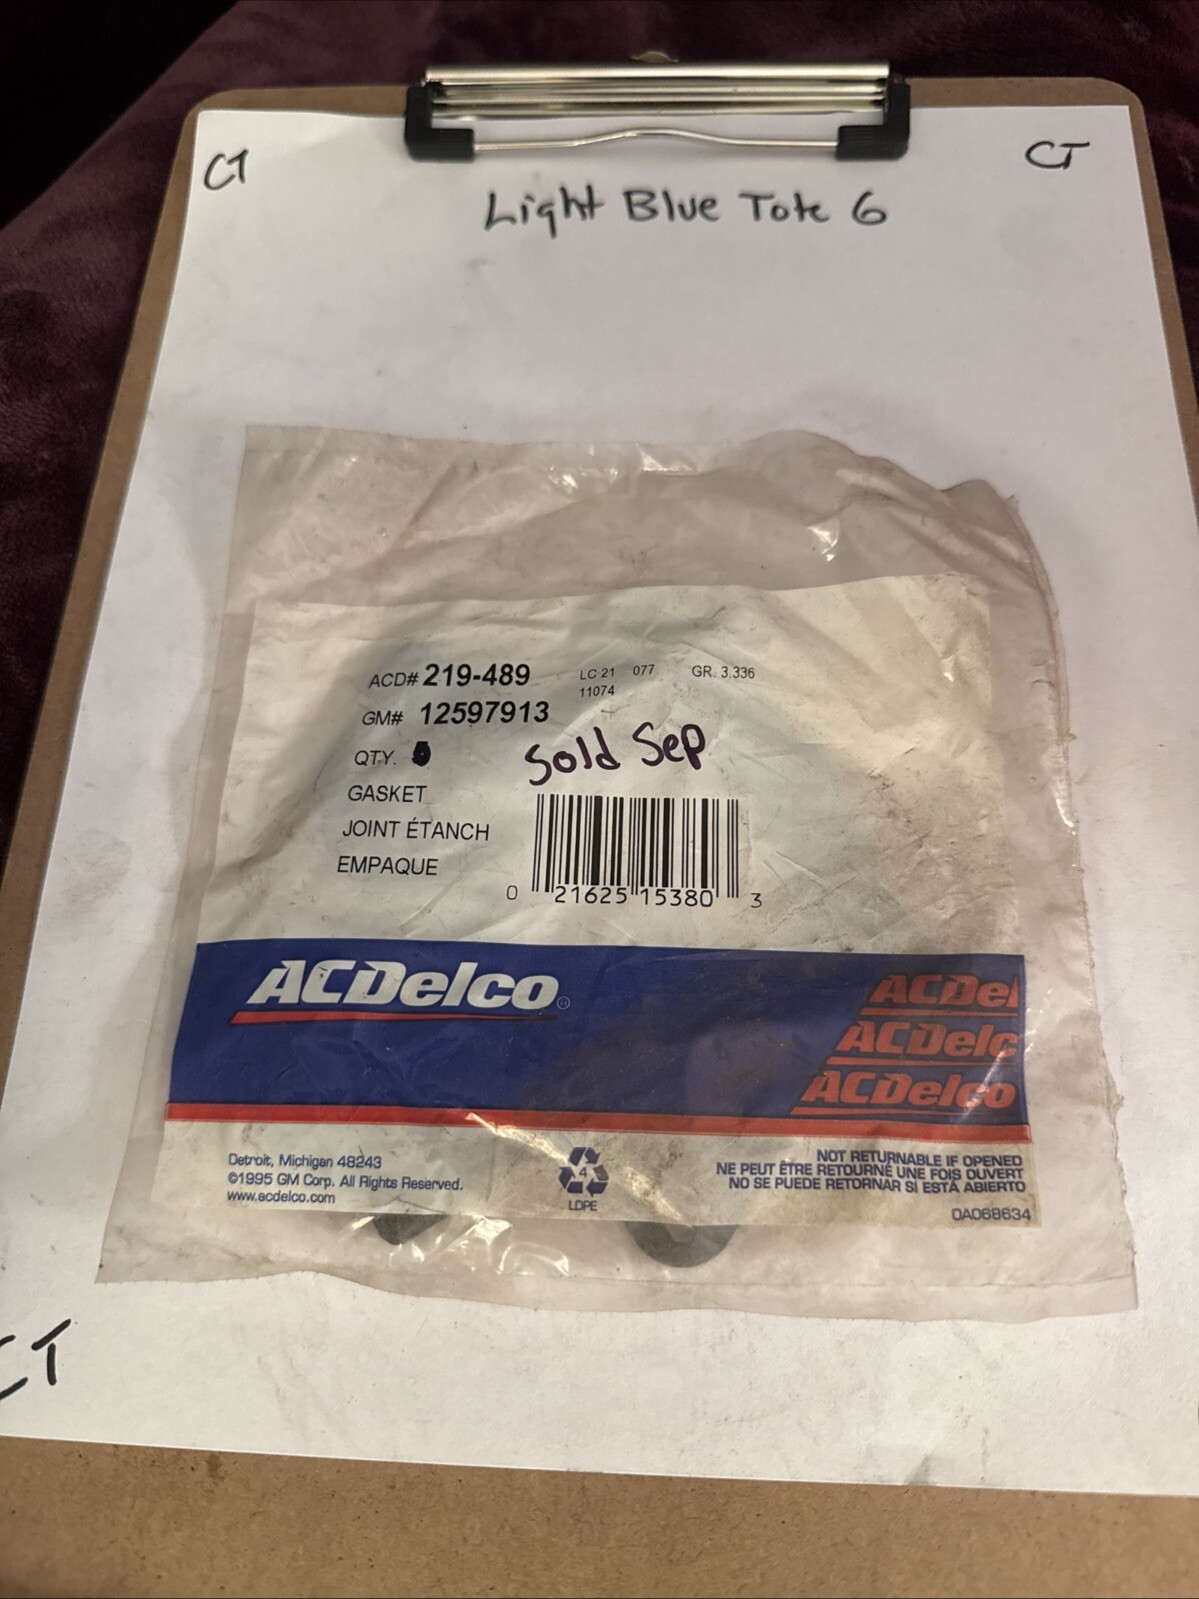 CT
CT
Light Blue Tote 6
ACD# 219-489
LC 21 077 GR. 3.336
11074
GM# 12597913
QTY.
Sold Sep
GASKET
JOINT ÉTANCH
EMPAQUE
0 21625 15380 3
ACDelco®
ACDel
ACDelc
ACDelco
Detroit, Michigan 48243
©1995 GM Corp. All Rights Reserved.
www.acdelco.com
4
LDPE
NOT RETURNABLE IF OPENED
NE PEUT ÊTRE RETOURNÉ UNE FOIS OUVERT
NO SE PUEDE RETORNAR SI ESTÁ ABIERTO
0A068634
CT